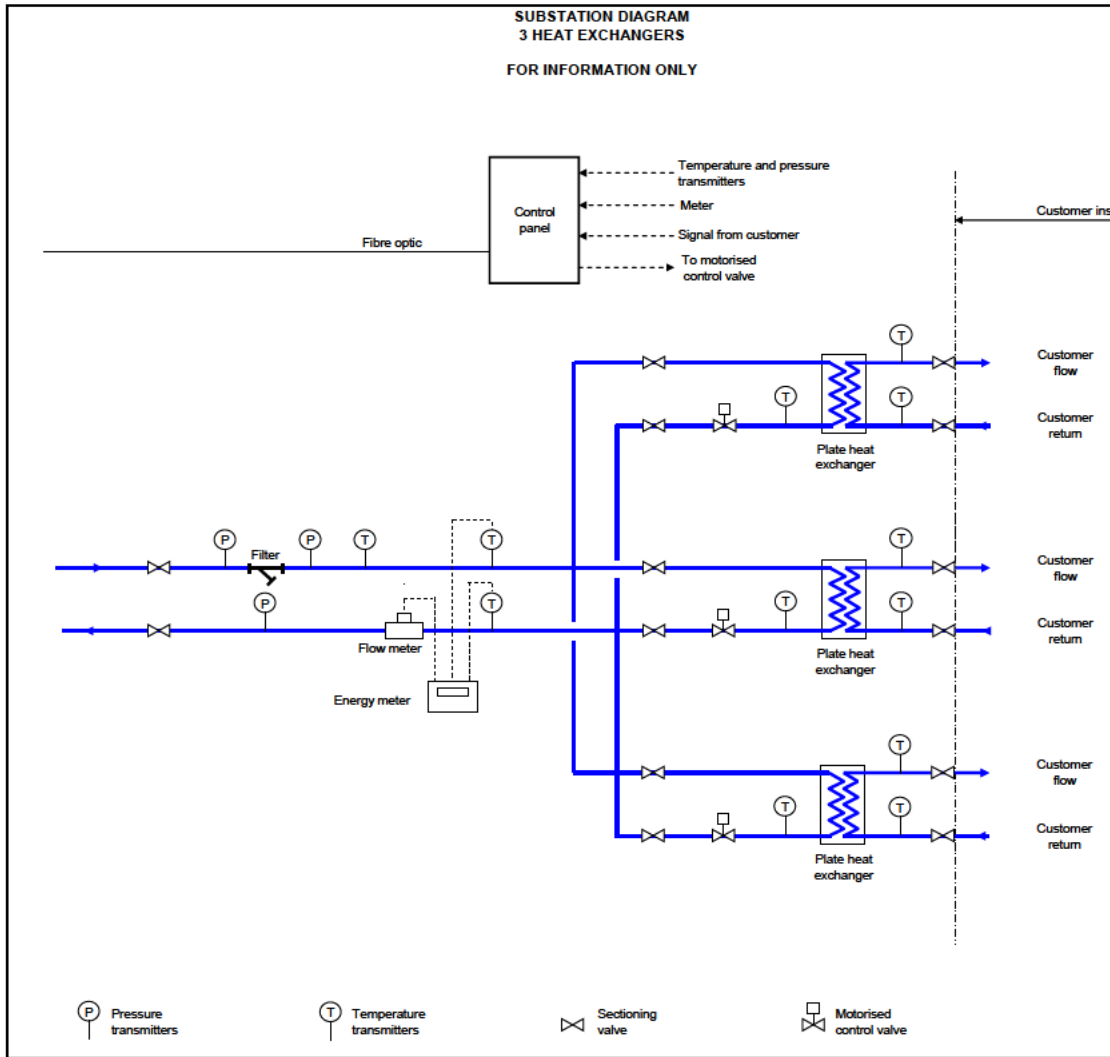 SUBSTATION DIAGRAM
3 HEAT EXCHANGERS
FOR INFORMATION ONLY
Control
panel
Temperature and pressure
transmitters
Meter
Signal from customer
To motorised
control valve
Fibre optic
Customer ins
T
Customer
flow
T
T
Customer
return
Plate heat
exchanger
P
Filter
P
T
T
T
Customer
flow
P
T
T
T
Customer
return
Flow meter
Plate heat
exchanger
Energy meter
T
Customer
flow
T
T
Customer
return
Plate heat
exchanger
P
Pressure
transmitters
T
Temperature
transmitters
Sectioning
valve
Motorised
control valve